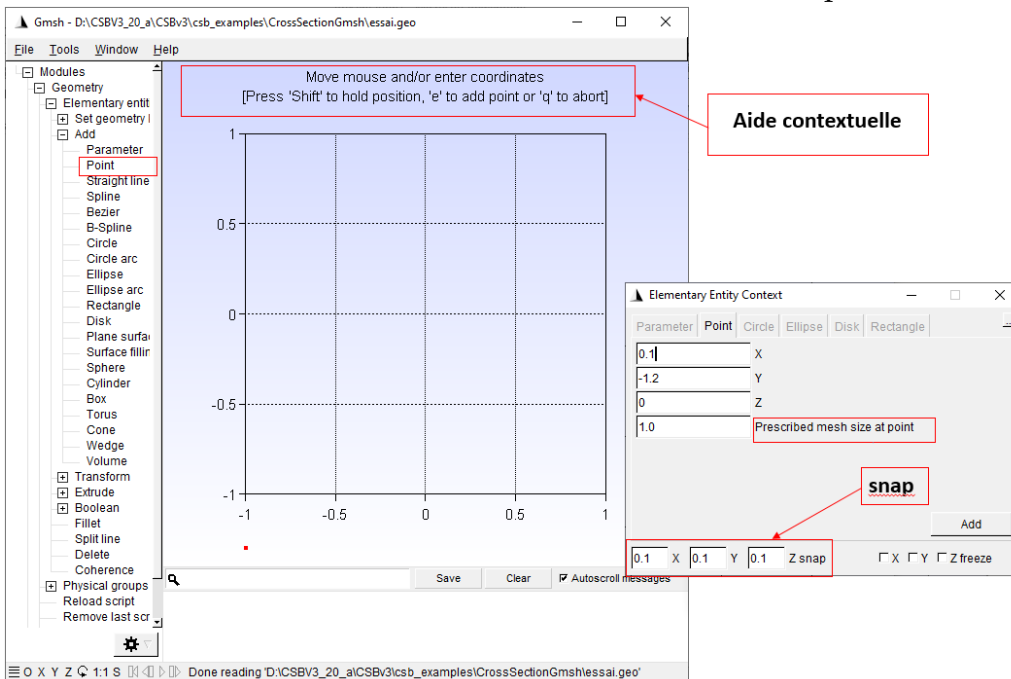 Gmsh - D:\CSBV3_20_a\CSBv3\csb_examples\CrossSectionGmsh\essai.geo
File Tools Window Help
Modules
Geometry
Elementary entit
Set geometry
Add
Parameter
Point
Straight line
Spline
Bezier
B-Spline
Circle
Circle arc
Ellipse
Ellipse arc
Rectangle
Disk
Plane surfa
Surface fillin
Sphere
Cylinder
Box
Torus
Cone
Wedge
Volume
Transform
Extrude
Boolean
Fillet
Split line
Delete
Coherence
Physical groups
Reload script
Remove last scr
Move mouse and/or enter coordinates
[Press 'Shift' to hold position, 'e' to add point or 'q' to abort]
1
0.5
0
-0.5
-1
-1 -0.5 0 0.5 1
Aide contextuelle
Elementary Entity Context
Parameter Point Circle Ellipse Disk Rectangle
0.1 X
-1.2 Y
0 Z
1.0 Prescribed mesh size at point
snap
Add
0.1 X 0.1 Y 0.1 Z snap X Y Z freeze
Save Clear Autoscroll messages
O X Y Z 1:1 S Done reading 'D:\CSBV3_20_a\CSBv3\csb_examples\CrossSectionGmsh\essai.geo'